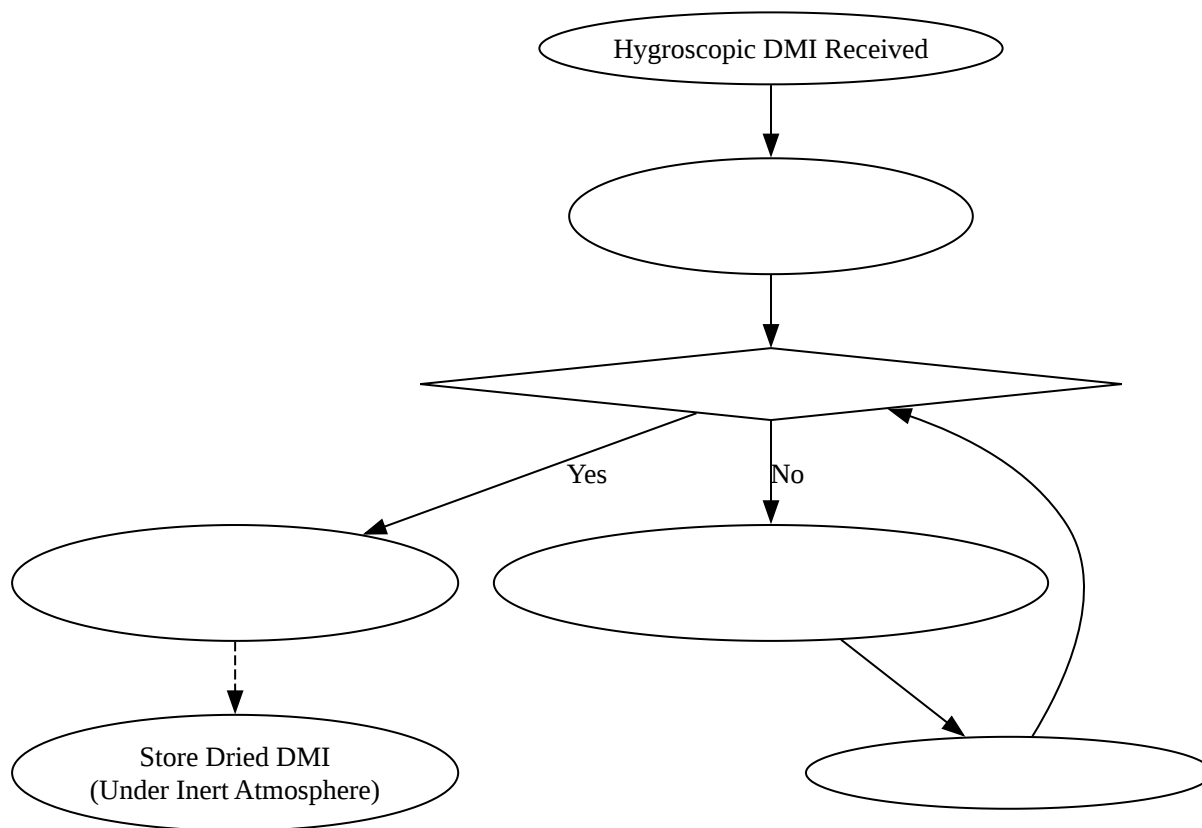 Hygroscopic DMI Received
Yes
No
Store Dried DMI
(Under Inert Atmosphere)